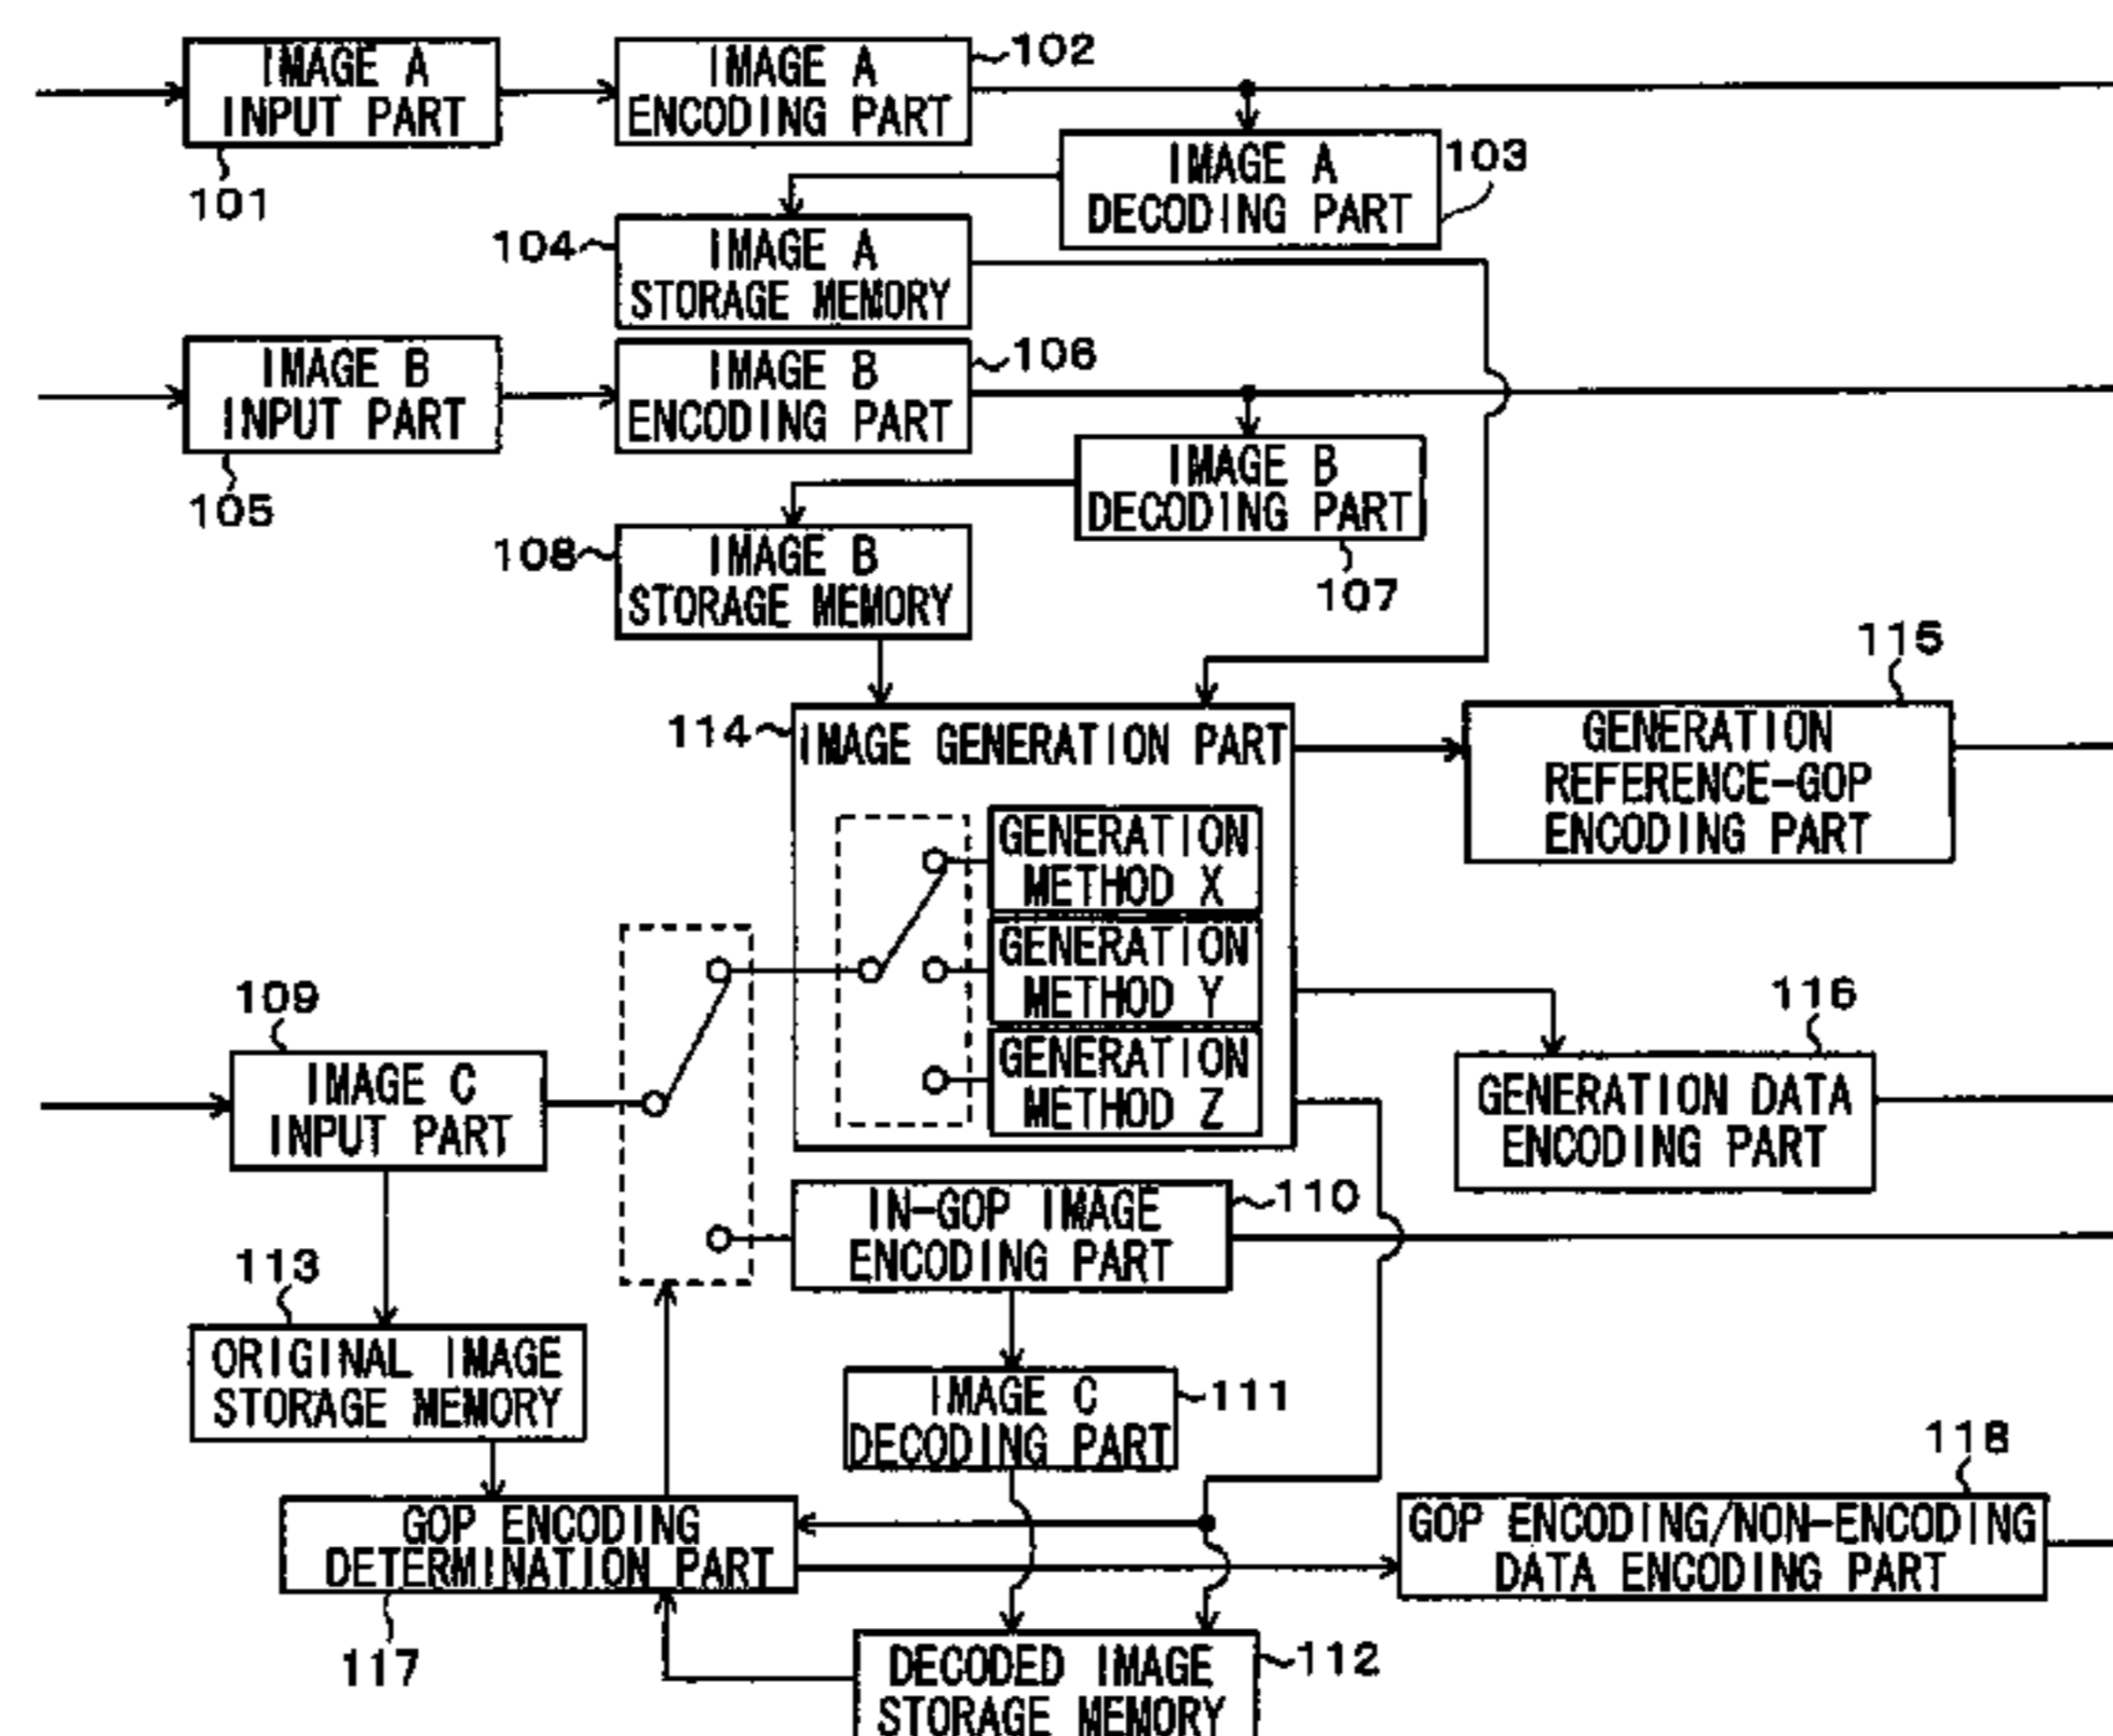 IMAGE A
INPUT PART
101
IMAGE A
ENCODING PART
102
IMAGE A
DECODING PART
103
104
IMAGE A
STORAGE MEMORY
IMAGE B
INPUT PART
105
IMAGE B
ENCODING PART
106
IMAGE B
DECODING PART
107
108
IMAGE B
STORAGE MEMORY
114
IMAGE GENERATION PART
GENERATION
METHOD X
GENERATION
METHOD Y
GENERATION
METHOD Z
115
GENERATION
REFERENCE-GOP
ENCODING PART
116
GENERATION DATA
ENCODING PART
109
IMAGE C
INPUT PART
IN-GOP IMAGE
ENCODING PART
110
113
ORIGINAL IMAGE
STORAGE MEMORY
IMAGE C
DECODING PART
111
GOP ENCODING
DETERMINATION PART
117
118
GOP ENCODING/NON-ENCODING
DATA ENCODING PART
DECODED IMAGE
STORAGE MEMORY
112